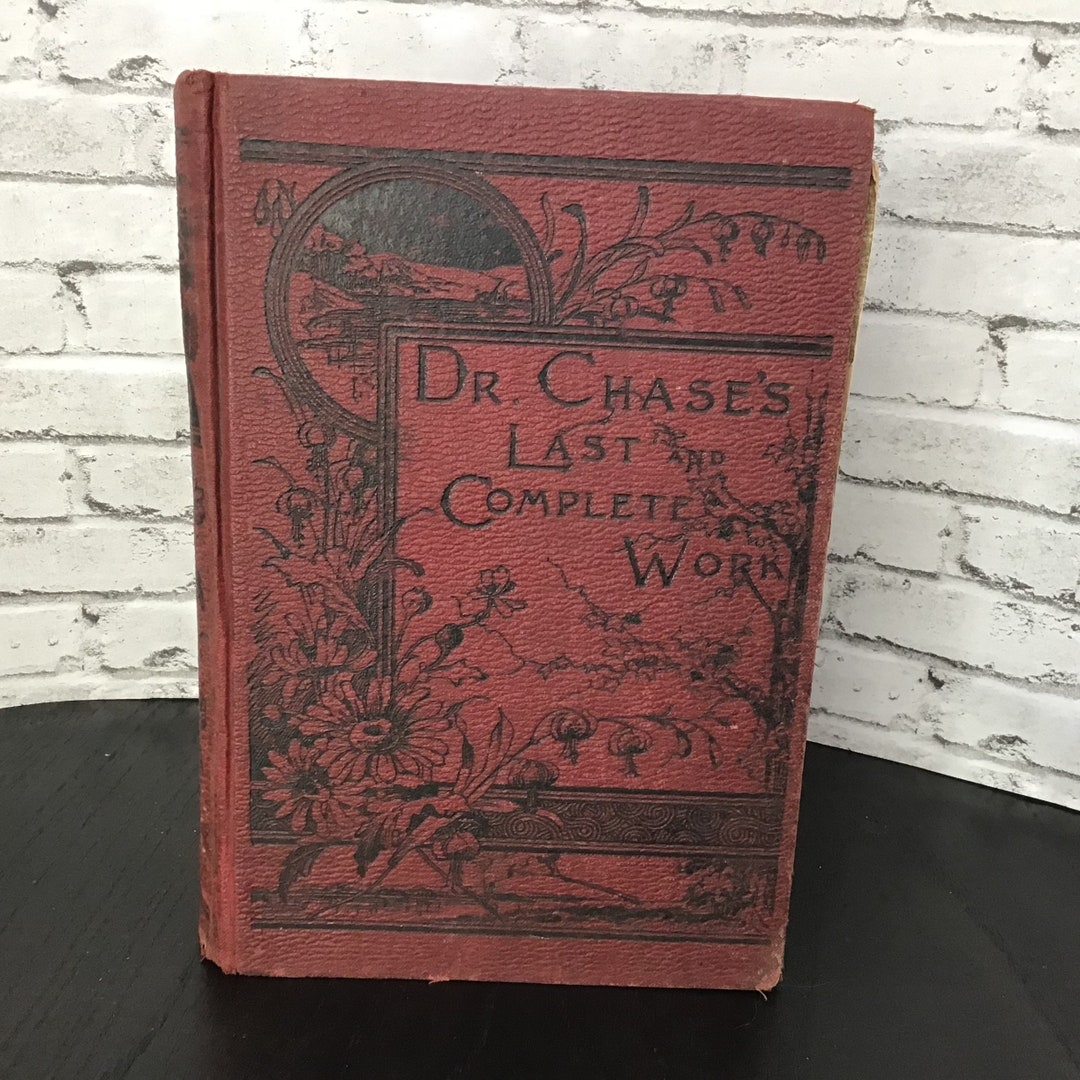 DR. CHASE'S
LAST AND
COMPLETE
WORK